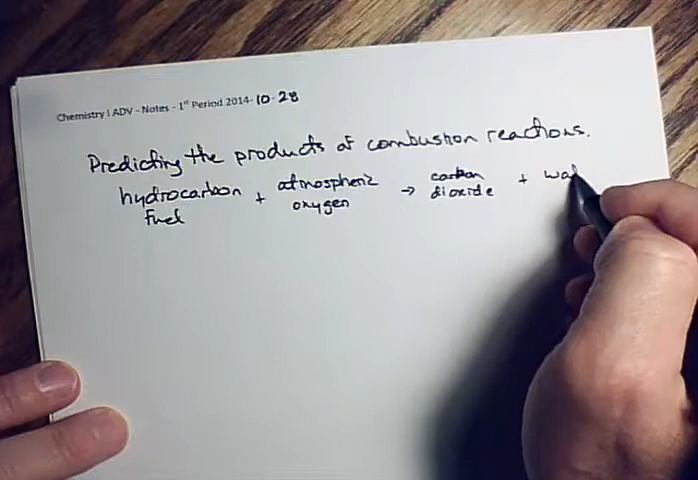 Chemistry I ADV - Notes - 1st Period 2014- 10-28
Predicting the products of combustion reactions.
hydrocarbon + atmospheric → carbon + wat
fuel oxygen dioxide